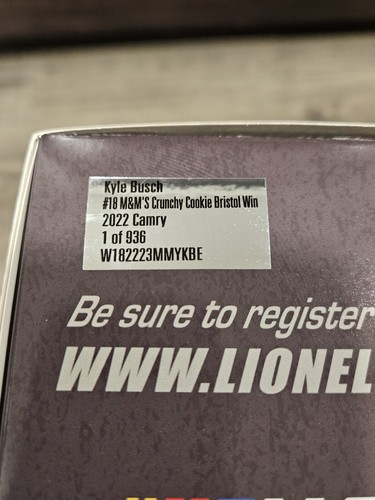 Kyle Busch
#18 M&M'S Crunchy Cookie Bristol Win
2022 Camry
1 of 936
W182223MMYKBE
Be sure to register
WWW.LIONEL